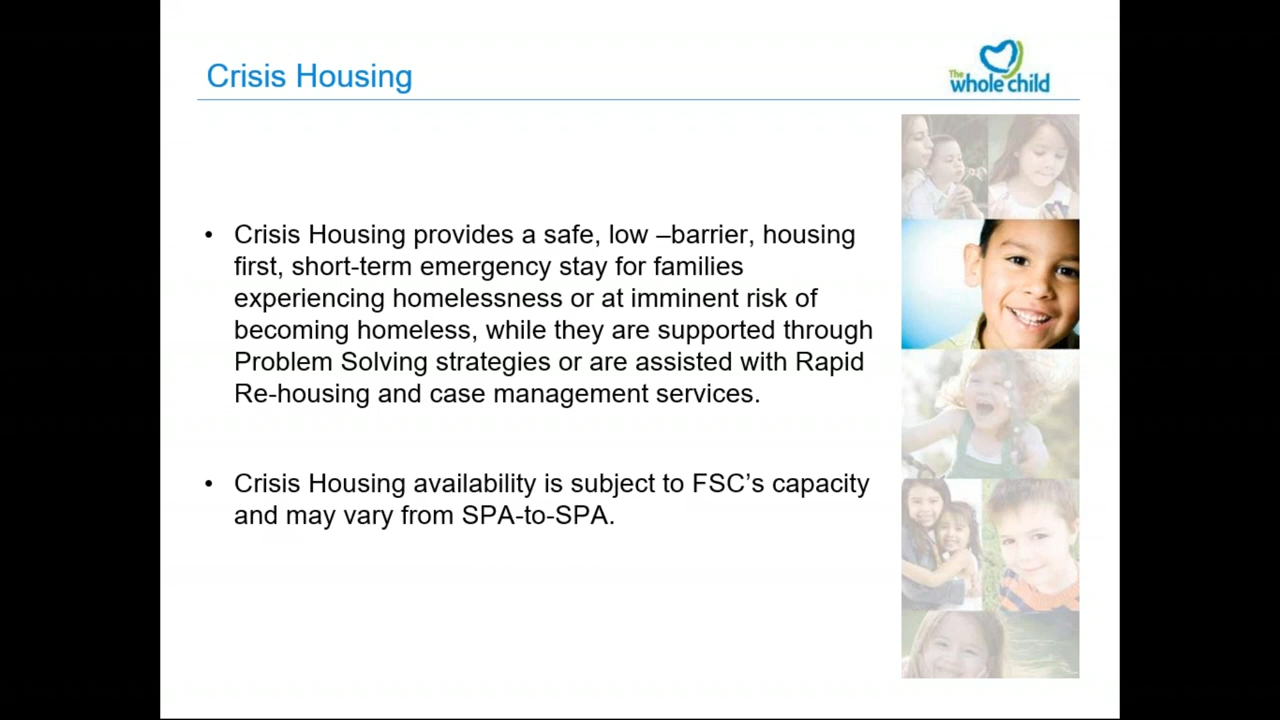 Crisis Housing
The
whole child
• Crisis Housing provides a safe, low –barrier, housing
first, short-term emergency stay for families
experiencing homelessness or at imminent risk of
becoming homeless, while they are supported through
Problem Solving strategies or are assisted with Rapid
Re-housing and case management services.
• Crisis Housing availability is subject to FSC’s capacity
and may vary from SPA-to-SPA.